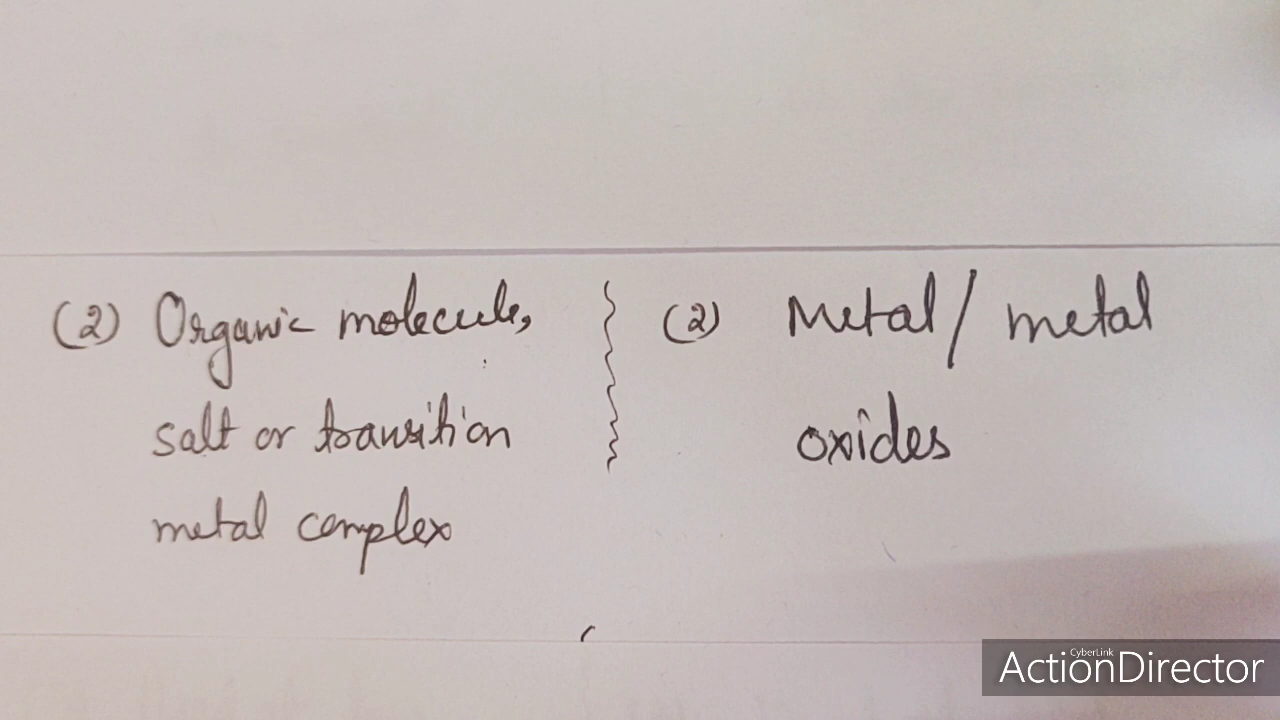 (2) Organic molecule,
salt or transition
metal complex
(2) Metal / metal
oxides
CyberLink
ActionDirector